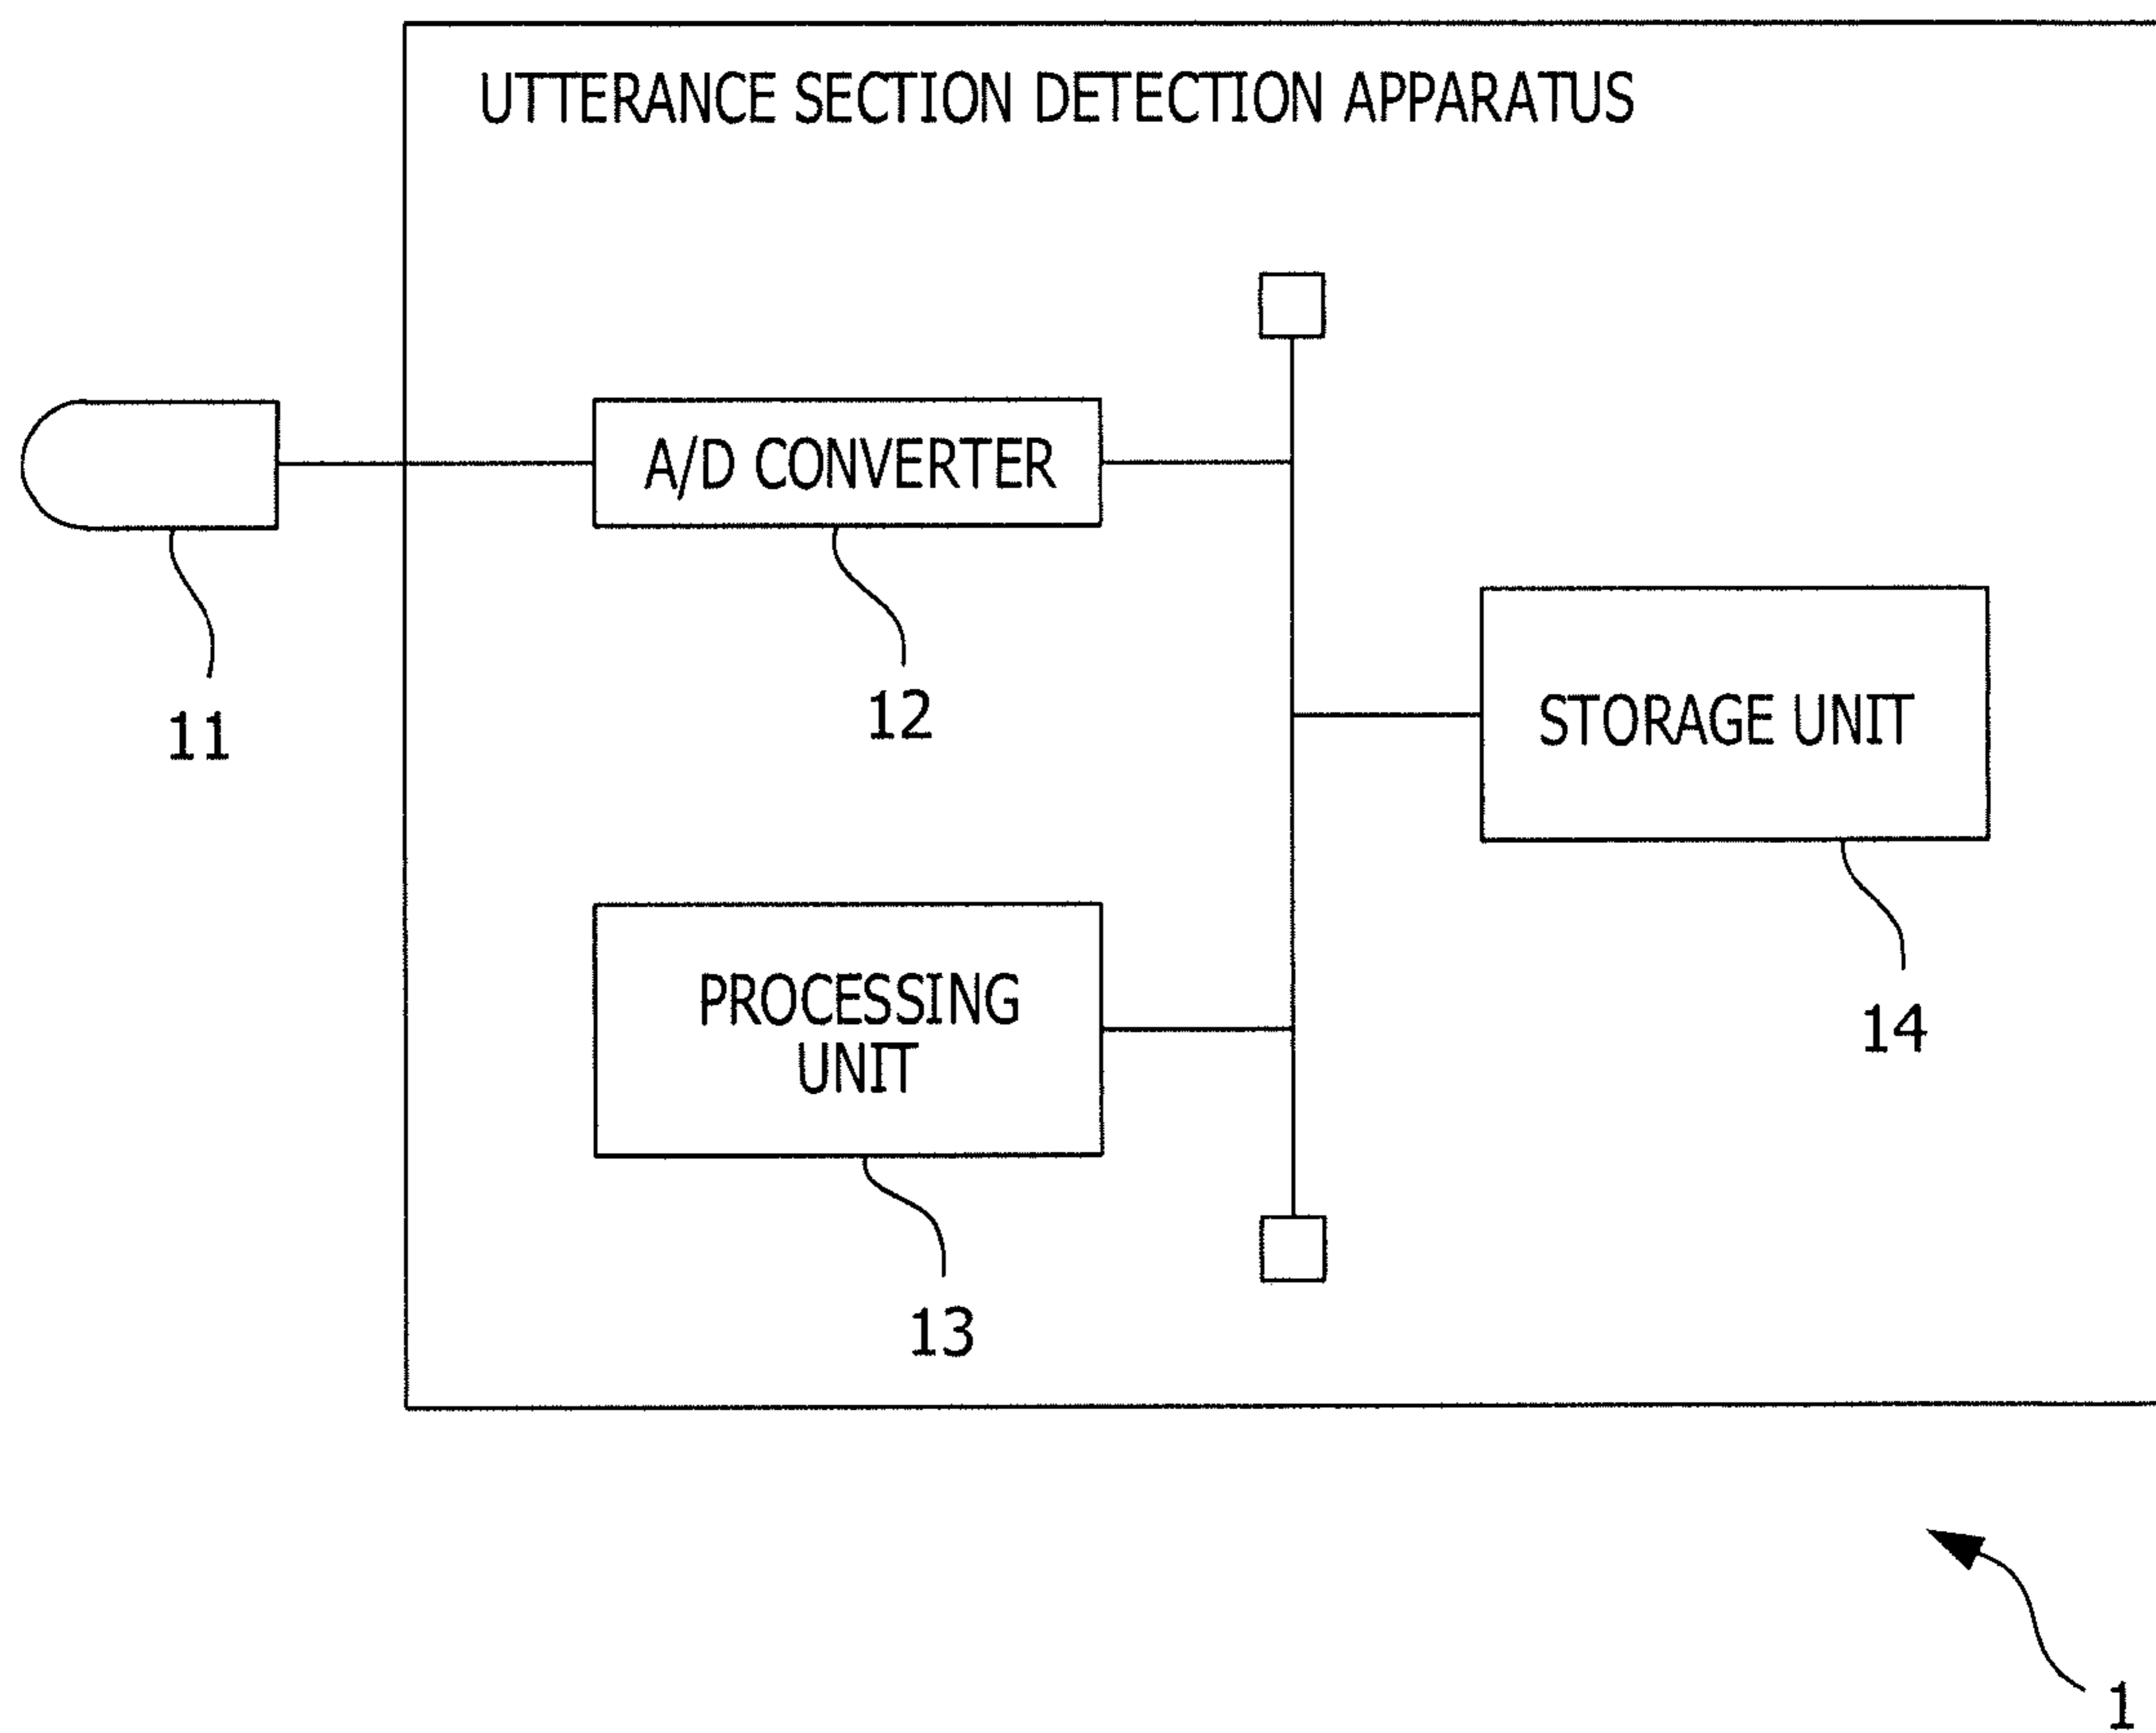 UTTERANCE SECTION DETECTION APPARATUS
A/D CONVERTER
11
12
STORAGE UNIT
PROCESSING
UNIT
14
13
1